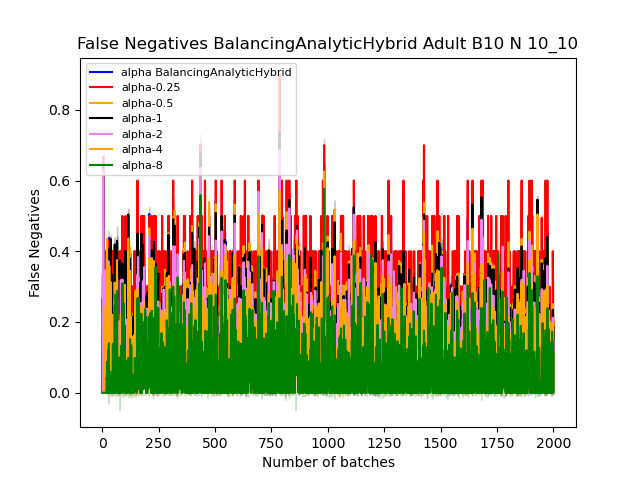 False Negatives BalancingAnalyticHybrid Adult B10 N 10_10
alpha BalancingAnalyticHybrid
alpha-0.25
alpha-0.5
alpha-1
alpha-2
alpha-4
alpha-8
False Negatives
0.8
0.6
0.4
0.2
0.0
0 250 500 750 1000 1250 1500 1750 2000
Number of batches